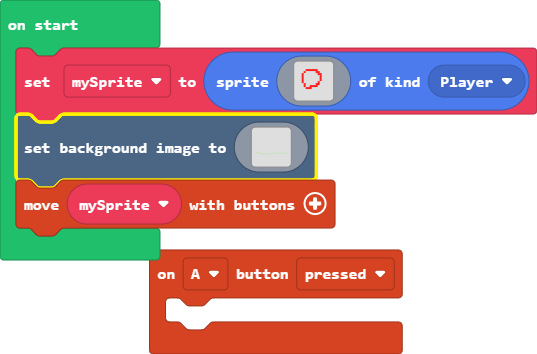 on start
set mySprite to sprite of kind Player
set background image to
move mySprite with buttons
on A button pressed